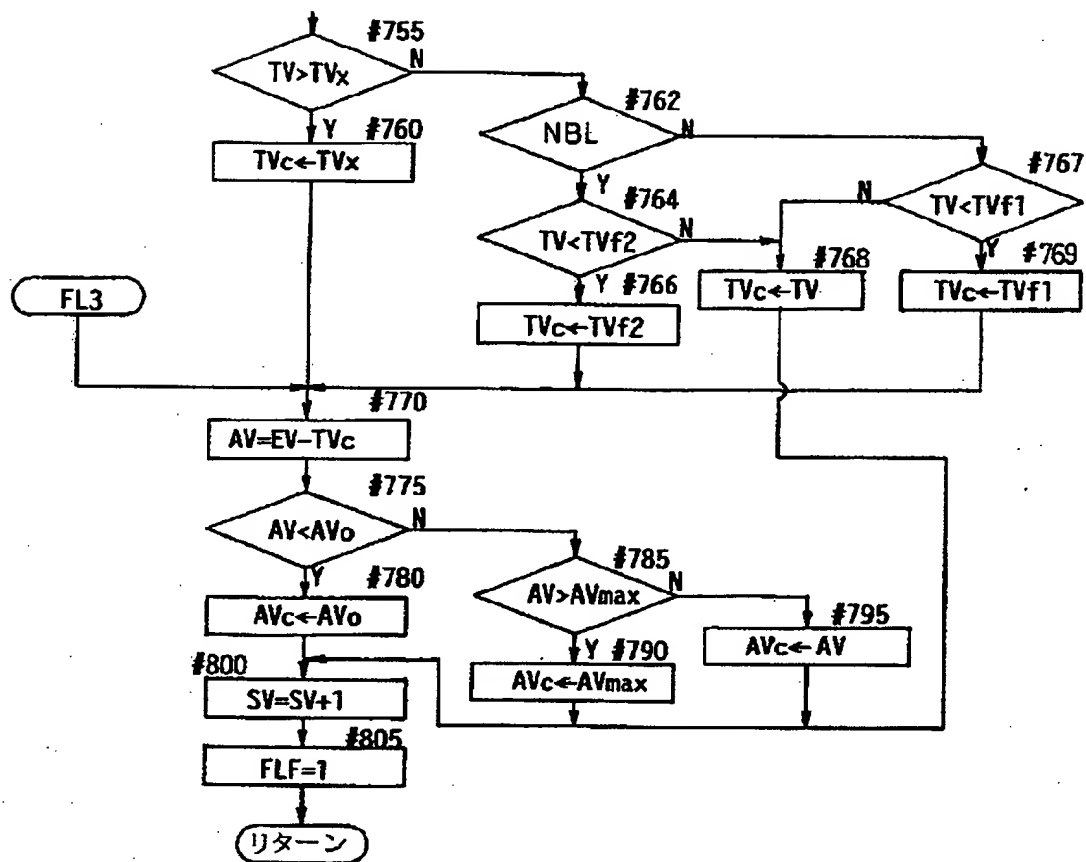 #755
TV>TVx
N
Y
#760
TVc←TVx
#762
NBL
N
Y
#764
TV<TVf2
N
Y
#766
TVc←TVf2
#767
TV<TVf1
N
Y
#768
TVc←TV
#769
TVc←TVf1
FL3
#770
AV=EV-TVc
#775
AV<AVo
N
Y
#780
AVc←AVo
#785
AV>AVmax
N
Y
#790
AVc←AVmax
#795
AVc←AV
#800
SV=SV+1
#805
FLF=1
リターン